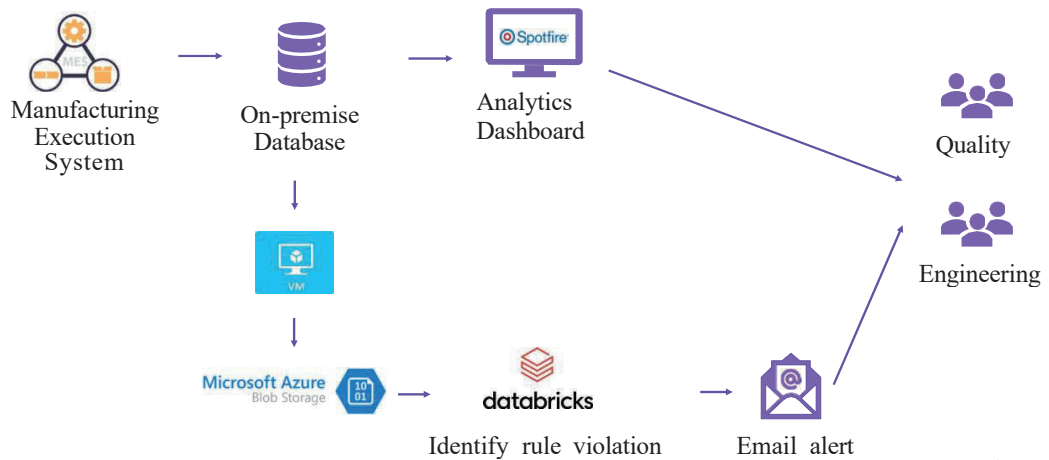 MES
Manufacturing
Execution
System
On-premise
Database
Spotfire
Analytics
Dashboard
Quality
Engineering
VM
Microsoft Azure
Blob Storage
10
01
databricks
Identify rule violation
@
Email alert